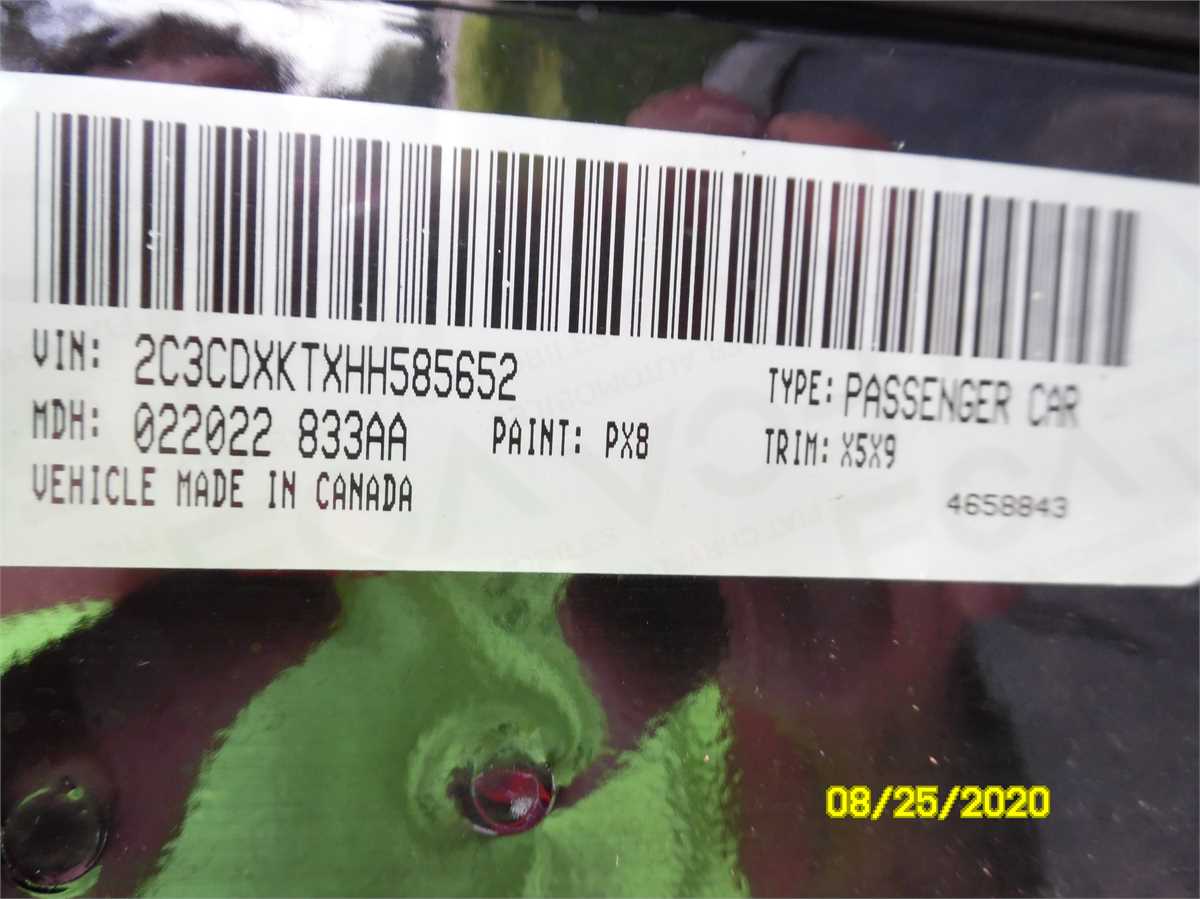 VIN: 2C3CDXKTXHH585652 TYPE: PASSENGER CAR
MDH: 022022 833AA PAINT: PX8 TRIM: X5X9
VEHICLE MADE IN CANADA 4658843
08/25/2020